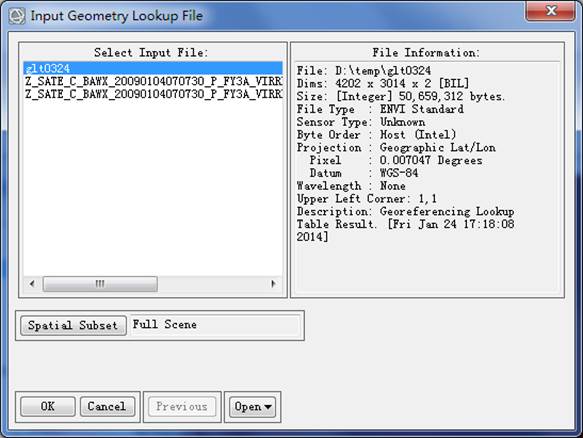 Input Geometry Lookup File
Select Input File:
glt0324
Z_SATE_C_BAWX_20090104070730_P_FY3A_VIRR
Z_SATE_C_BAWX_20090104070730_P_FY3A_VIRR
File Information:
File: D:\temp\glt0324
Dims: 4202 x 3014 x 2 [BIL]
Size: [Integer] 50,659,312 bytes.
File Type : ENVI Standard
Sensor Type: Unknown
Byte Order : Host (Intel)
Projection : Geographic Lat/Lon
Pixel : 0.007047 Degrees
Datum : WGS-84
Wavelength : None
Upper Left Corner: 1,1
Description: Georeferencing Lookup
Table Result. [Fri Jan 24 17:18:08
2014]
Spatial Subset Full Scene
OK Cancel Previous Open